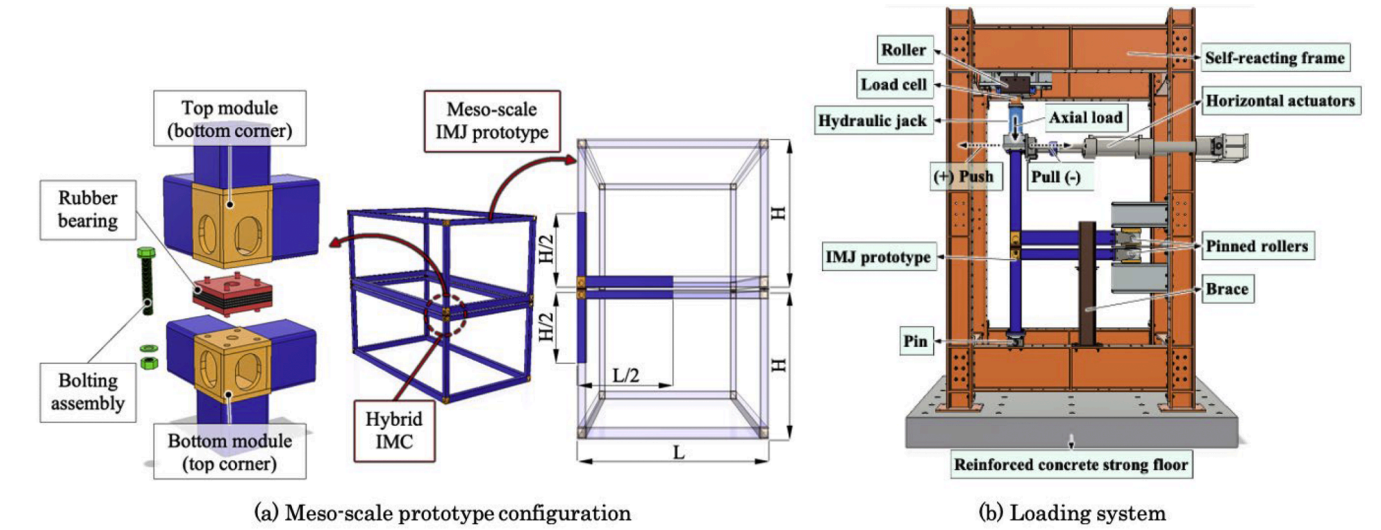 Top module
(bottom corner)
Rubber
bearing
Bolting
assembly
Bottom module
(top corner)
Meso-scale
IMJ prototype
Hybrid
IMC
H/2
H/2
H
H
L/2
L
(a) Meso-scale prototype configuration
Roller
Load cell
Hydraulic jack
Axial load
(+) Push
Pull (-)
IMJ prototype
Pin
Self-reacting frame
Horizontal actuators
Pinned rollers
Brace
Reinforced concrete strong floor
(b) Loading system